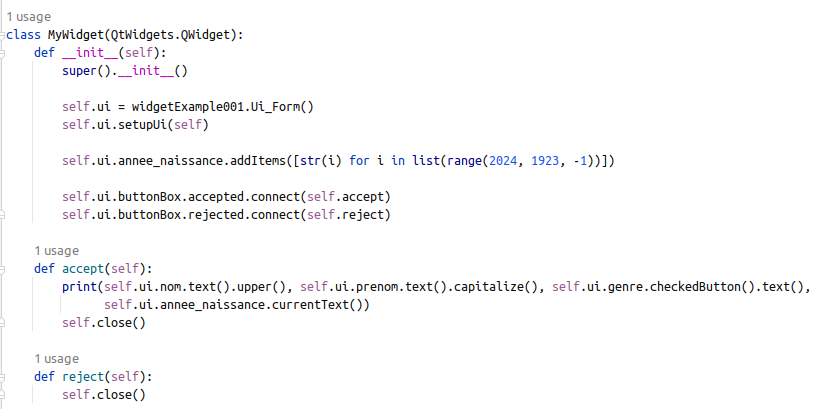 1 usage
class MyWidget(QtWidgets.QWidget):
    def __init__(self):
        super().__init__()

        self.ui = widgetExample001.Ui_Form()
        self.ui.setupUi(self)

        self.ui.annee_naissance.addItems([str(i) for i in list(range(2024, 1923, -1))])

        self.ui.buttonBox.accepted.connect(self.accept)
        self.ui.buttonBox.rejected.connect(self.reject)

    1 usage
    def accept(self):
        print(self.ui.nom.text().upper(), self.ui.prenom.text().capitalize(), self.ui.genre.checkedButton().text(),
              self.ui.annee_naissance.currentText())
        self.close()

    1 usage
    def reject(self):
        self.close()